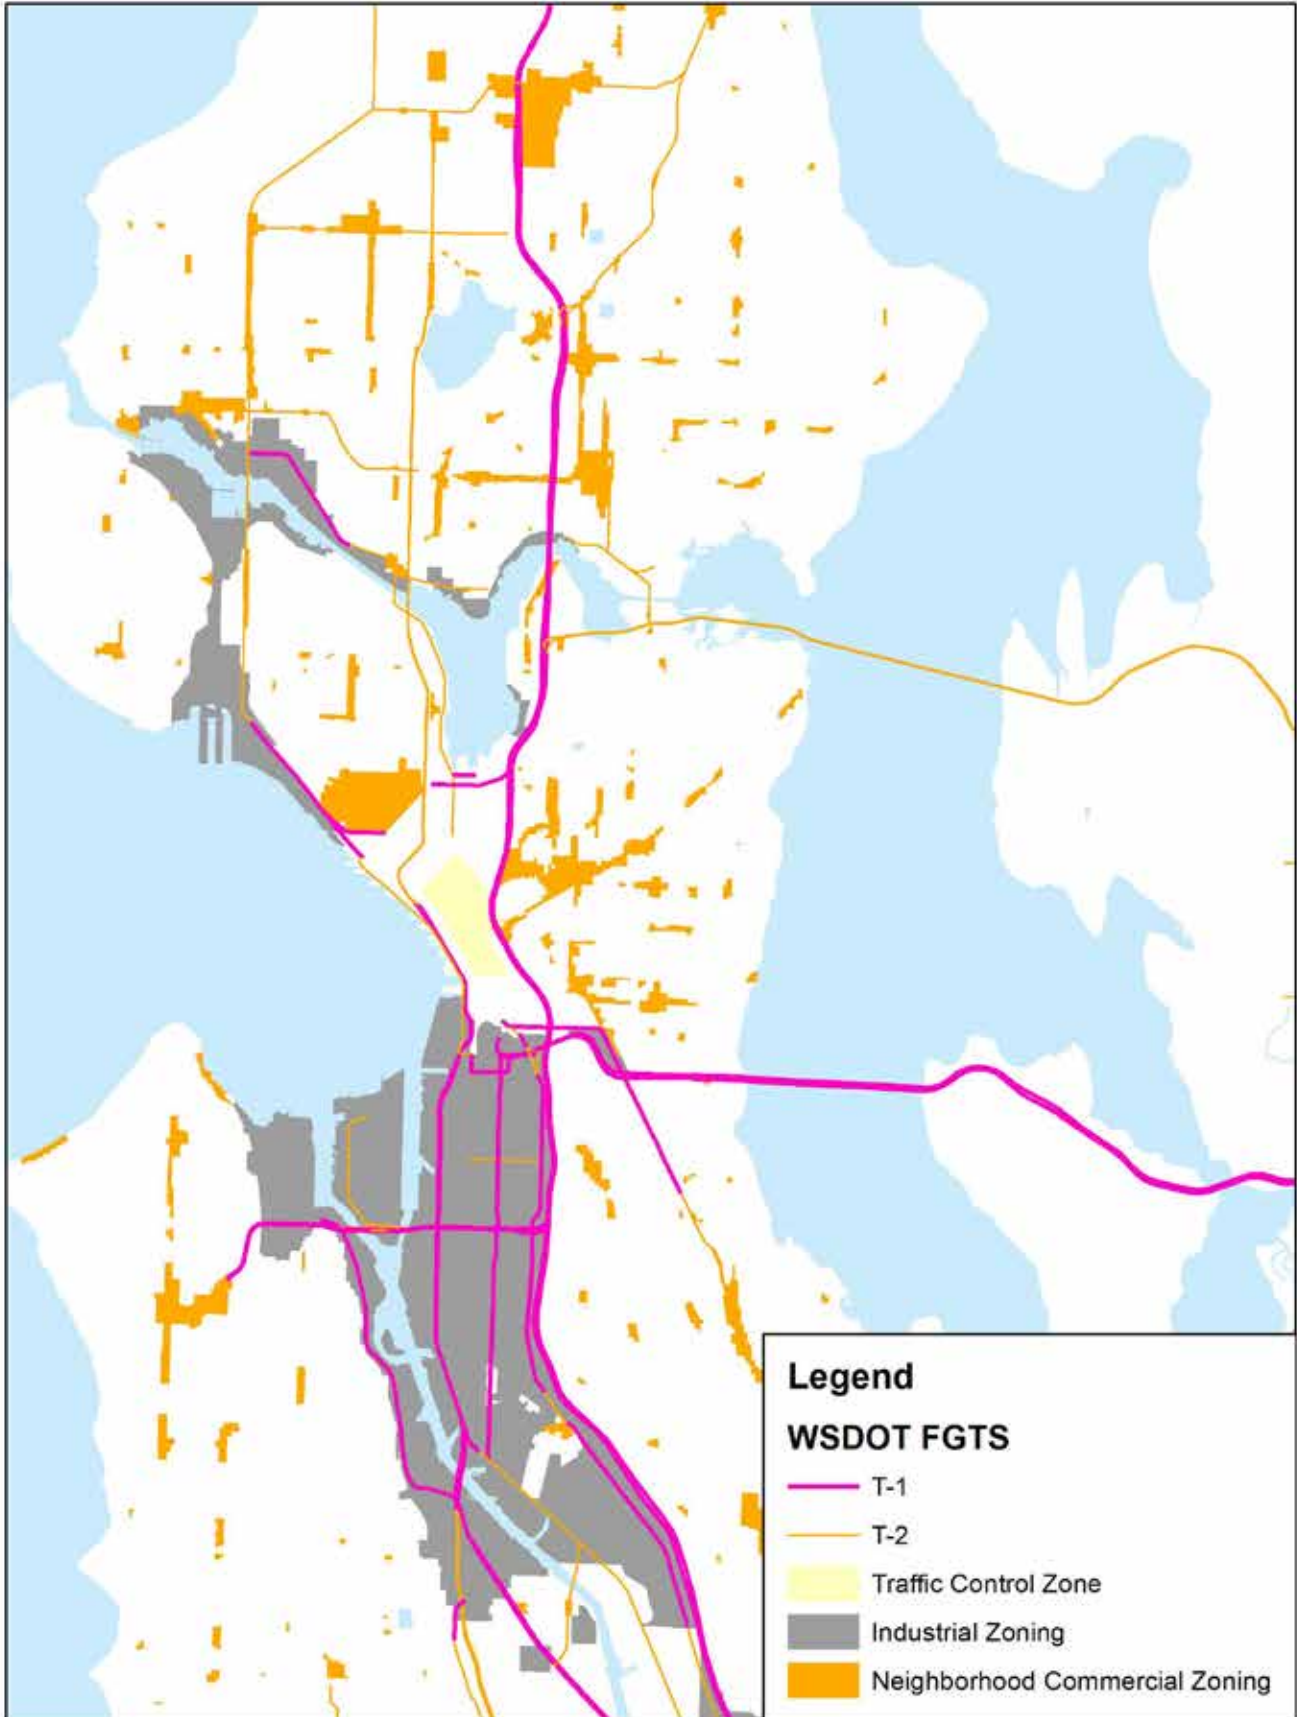 Legend
WSDOT FGTS
T-1
T-2
Traffic Control Zone
Industrial Zoning
Neighborhood Commercial Zoning